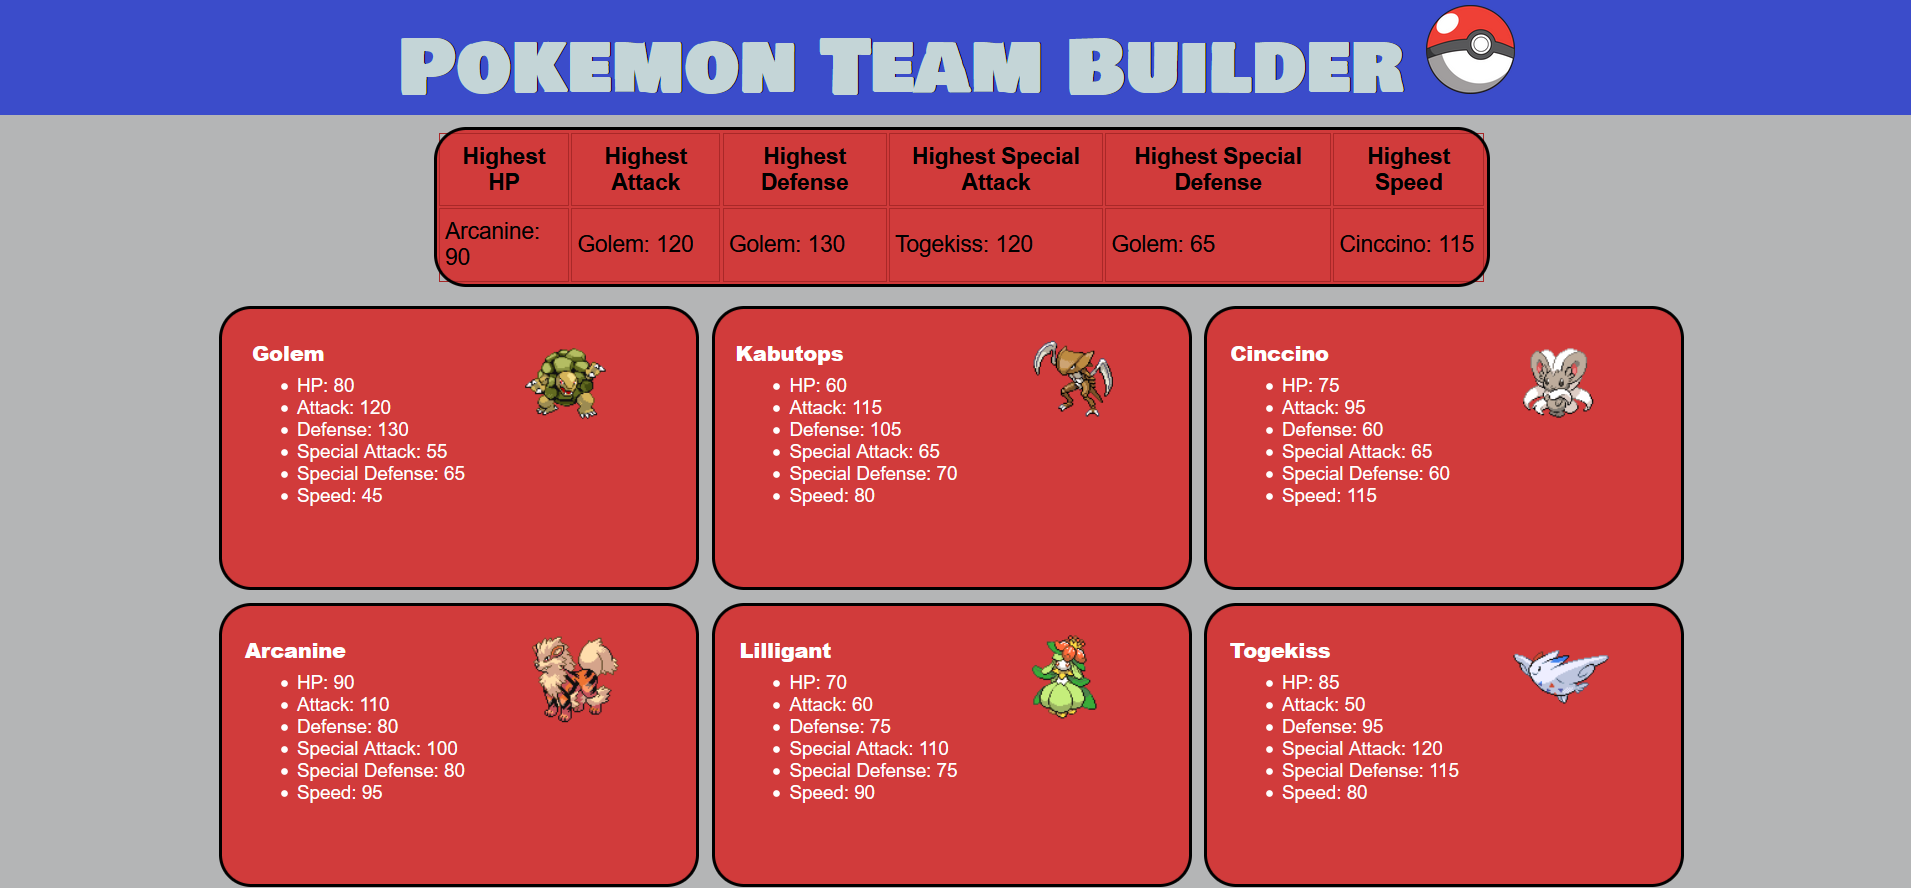 Pokemon Team Builder
Highest HP
Highest Attack
Highest Defense
Highest Special Attack
Highest Special Defense
Highest Speed
Arcanine: 90
Golem: 120
Golem: 130
Togekiss: 120
Golem: 65
Cinccino: 115
Golem
HP: 80
Attack: 120
Defense: 130
Special Attack: 55
Special Defense: 65
Speed: 45
Kabutops
HP: 60
Attack: 115
Defense: 105
Special Attack: 65
Special Defense: 70
Speed: 80
Cinccino
HP: 75
Attack: 95
Defense: 60
Special Attack: 65
Special Defense: 60
Speed: 115
Arcanine
HP: 90
Attack: 110
Defense: 80
Special Attack: 100
Special Defense: 80
Speed: 95
Lilligant
HP: 70
Attack: 60
Defense: 75
Special Attack: 110
Special Defense: 75
Speed: 90
Togekiss
HP: 85
Attack: 50
Defense: 95
Special Attack: 120
Special Defense: 115
Speed: 80